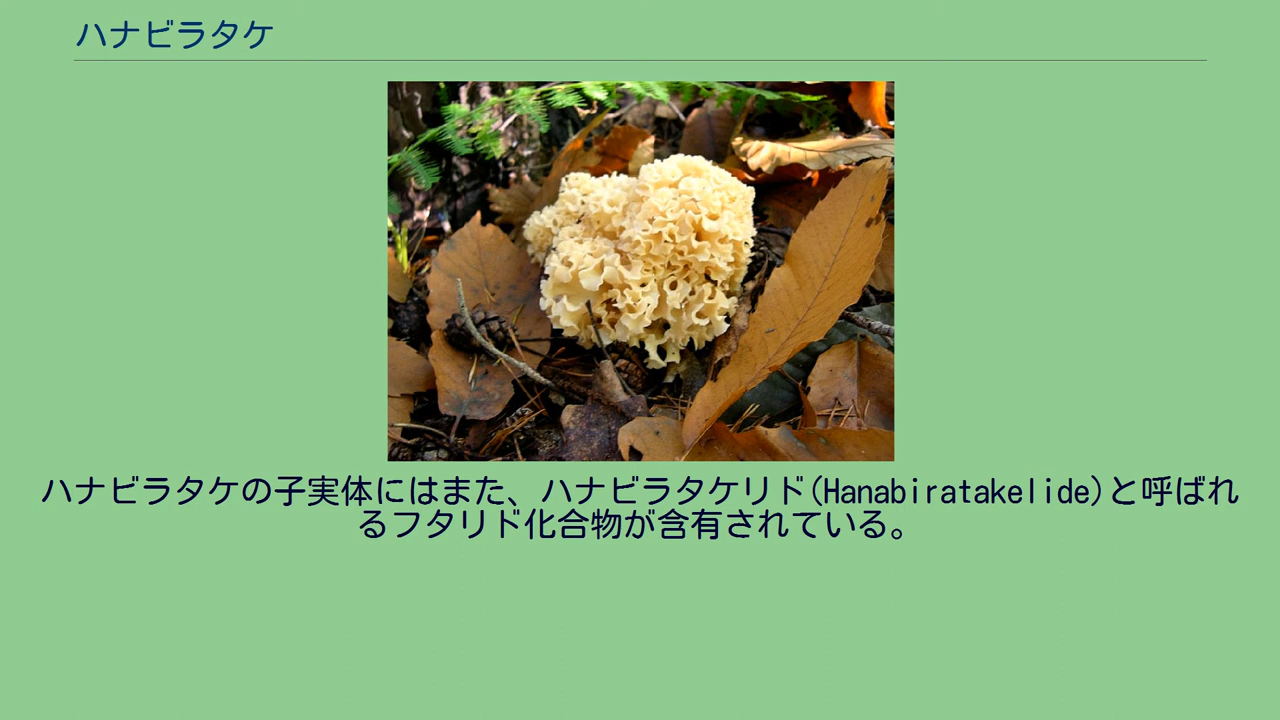 ハナビラタケ
ハナビラタケの子実体にはまた、ハナビラタケリド(Hanabiratakelide)と呼ばれ
るフタリド化合物が含有されている。